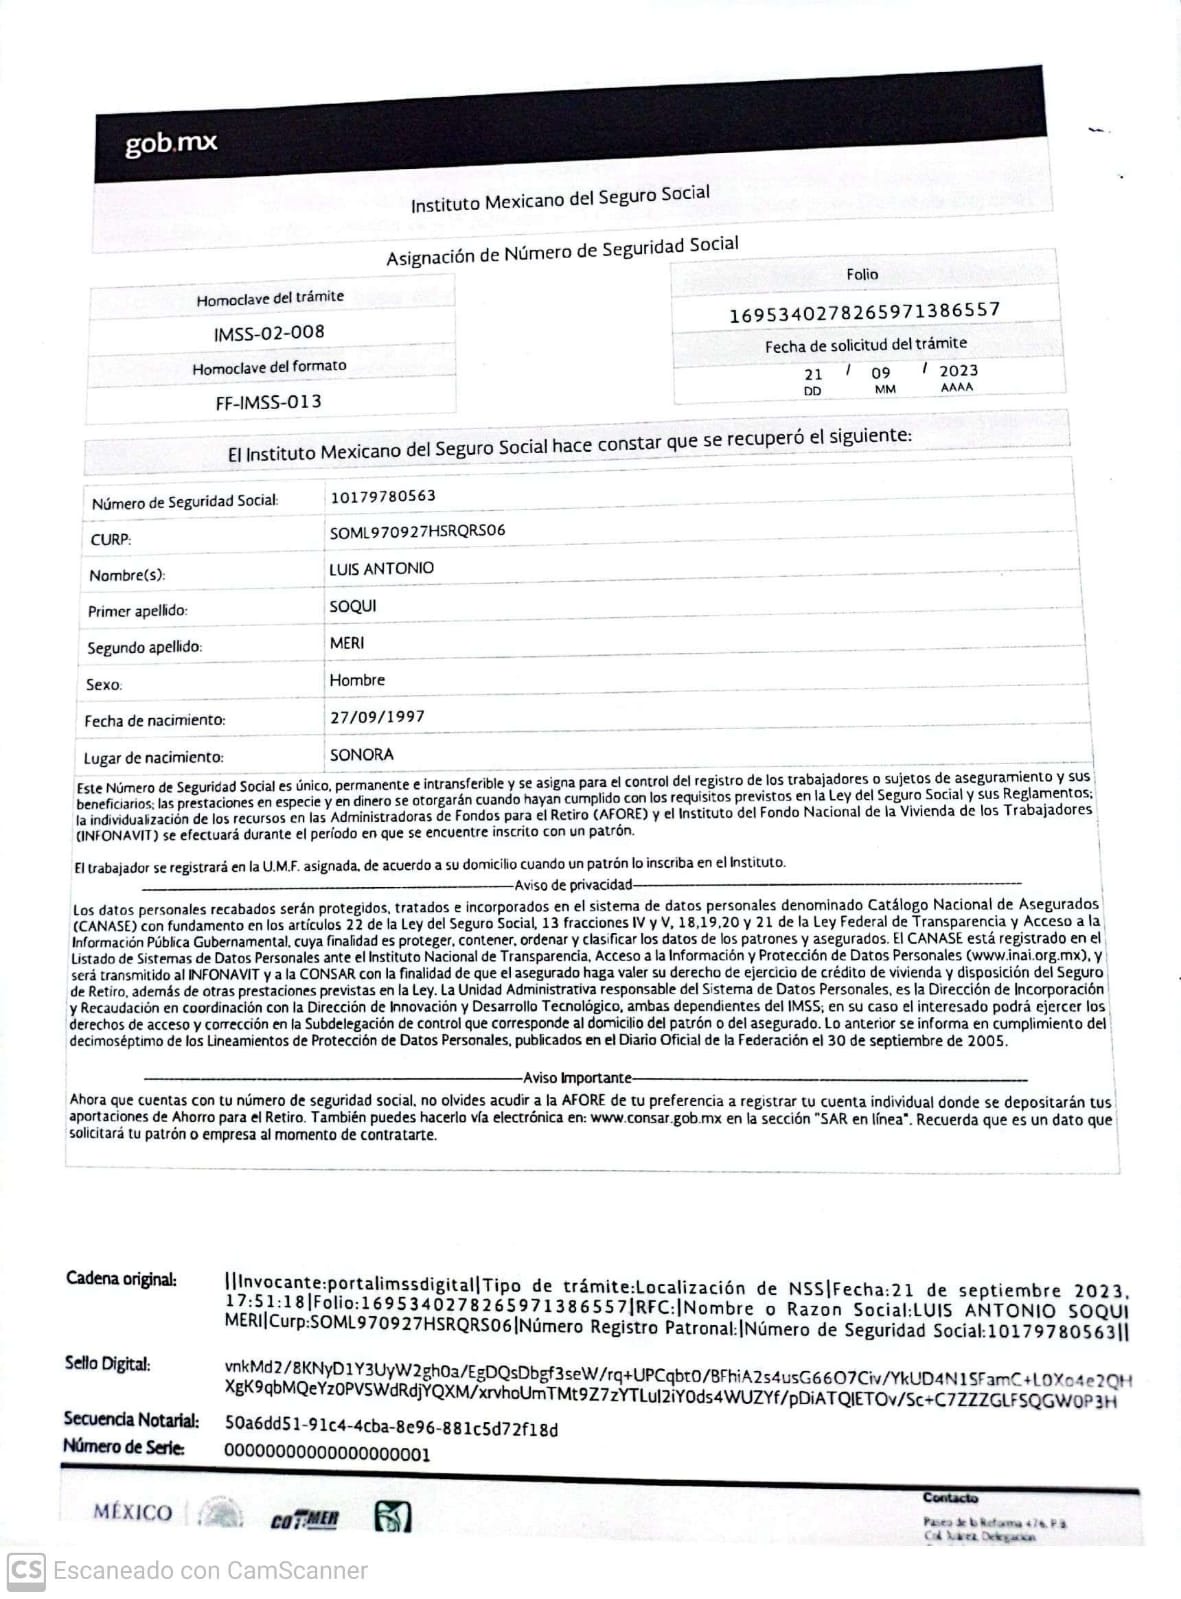 gob.mx
Instituto Mexicano del Seguro Social
Asignación de Número de Seguridad Social
Homoclave del trámite
IMSS-02-008
Homoclave del formato
FF-IMSS-013
Folio
1695340278265971386557
Fecha de solicitud del trámite
21 / 09 / 2023
DD MM AAAA
El Instituto Mexicano del Seguro Social hace constar que se recuperó el siguiente:
Número de Seguridad Social: 10179780563
CURP: SOML970927HSRQRS06
Nombre(s): LUIS ANTONIO
Primer apellido: SOQUI
Segundo apellido: MERI
Sexo: Hombre
Fecha de nacimiento: 27/09/1997
Lugar de nacimiento: SONORA
Este Número de Seguridad Social es único, permanente e intransferible y se asigna para el control del registro de los trabajadores o sujetos de aseguramiento y sus
beneficiarios; las prestaciones en especie y en dinero se otorgarán cuando hayan cumplido con los requisitos previstos en la Ley del Seguro Social y sus Reglamentos;
la individualización de los recursos en las Administradoras de Fondos para el Retiro (AFORE) y el Instituto del Fondo Nacional de la Vivienda de los Trabajadores
(INFONAVIT) se efectuará durante el período en que se encuentre inscrito con un patrón.
El trabajador se registrará en la U.M.F. asignada, de acuerdo a su domicilio cuando un patrón lo inscriba en el Instituto.
Aviso de privacidad
Los datos personales recabados serán protegidos, tratados e incorporados en el sistema de datos personales denominado Catálogo Nacional de Asegurados
(CANASE) con fundamento en los artículos 22 de la Ley del Seguro Social, 13 fracciones IV y V, 18,19,20 y 21 de la Ley Federal de Transparencia y Acceso a la
Información Pública Gubernamental, cuya finalidad es proteger, contener, ordenar y clasificar los datos de los patrones y asegurados. El CANASE está registrado en el
Listado de Sistemas de Datos Personales ante el Instituto Nacional de Transparencia, Acceso a la Información y Protección de Datos Personales (www.inai.org.mx), y
será transmitido al INFONAVIT y a la CONSAR con la finalidad de que el asegurado haga valer su derecho de ejercicio de crédito de vivienda y disposición del Seguro
de Retiro, además de otras prestaciones previstas en la Ley. La Unidad Administrativa responsable del Sistema de Datos Personales, es la Dirección de Incorporación
y Recaudación en coordinación con la Dirección de Innovación y Desarrollo Tecnológico, ambas dependientes del IMSS; en su caso el interesado podrá ejercer los
derechos de acceso y corrección en la Subdelegación de control que corresponde al domicilio del patrón o del asegurado. Lo anterior se informa en cumplimiento del
decimoséptimo de los Lineamientos de Protección de Datos Personales, publicados en el Diario Oficial de la Federación el 30 de septiembre de 2005.
Aviso Importante
Ahora que cuentas con tu número de seguridad social, no olvides acudir a la AFORE de tu preferencia a registrar tu cuenta individual donde se depositarán tus
aportaciones de Ahorro para el Retiro. También puedes hacerlo vía electrónica en: www.consar.gob.mx en la sección "SAR en línea". Recuerda que es un dato que
solicitará tu patrón o empresa al momento de contratarte.
Cadena original: ||Invocante:portalimssdigital|Tipo de trámite:Localización de NSS|Fecha:21 de septiembre 2023,
17:51:18|Folio:1695340278265971386557|RFC:|Nombre o Razon Social:LUIS ANTONIO SOQUI
MERI|Curp:SOML970927HSRQRS06|Número Registro Patronal:|Número de Seguridad Social:10179780563||
Sello Digital: vnkMd2/8KNyD1Y3UyW2gh0a/EgDQsDbgf3seW/rq+UPCqbt0/BFhiA2s4usG66O7Civ/YkUD4N1SFamC+L0Xo4e2QH
XgK9qbMQeYz0PVSWdRdjYQXM/xrvhoUmTMt9Z7zYTLul2iY0ds4WUZYf/pDiATQIETOv/Sc+C7ZZZGLFSQGW0P3H
Secuencia Notarial: 50a6dd51-91c4-4cba-8e96-881c5d72f18d
Número de Serie: 00000000000000000001
MÉXICO
COFEMER
Contacto
Paseo de la Reforma 476, P.B.
Col. Juárez, Delegación
CS Escaneado con CamScanner